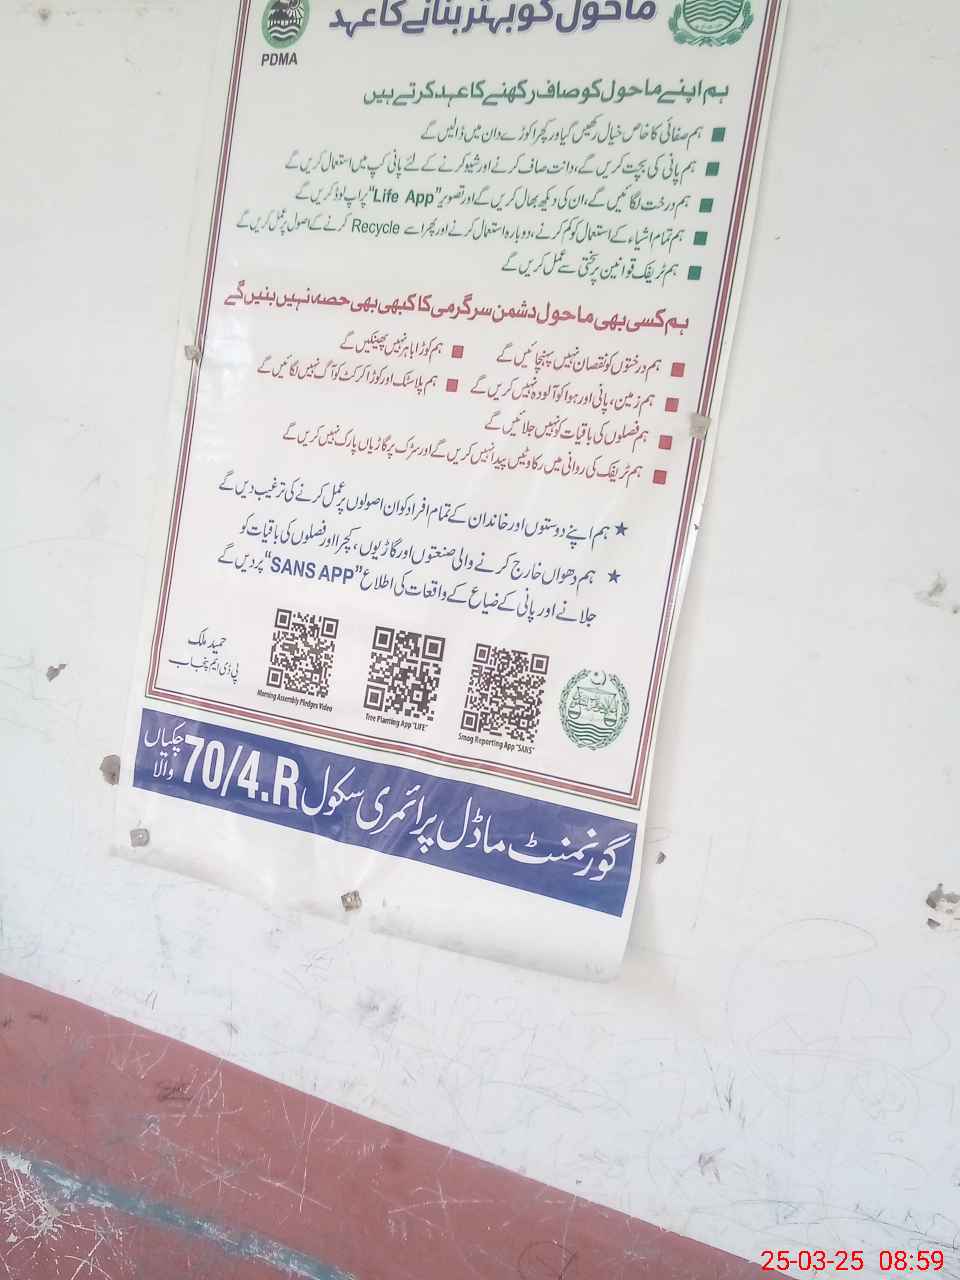 ماحول کو بہتر بنانے کا عہد
PDMA
ہم اپنے ماحول کو صاف رکھنے کا عہد کرتے ہیں
ہم صفائی کا خاص خیال رکھیں گیاور کچرا کوڑے دان میں ڈالیں گے
ہم پانی کی بچت کریں گے، دانت صاف کرنے اور شیو کرنے کے لئے پانی کپ میں استعمال کریں گے
ہم درخت لگائیں گے، ان کی دیکھ بھال کریں گے اور تصویر "Life App" پر اپ لوڈ کریں گے
ہم تمام اشیاء کے استعمال کو کم کرنے، دوبارہ استعمال کرنے اور پھر اسے Recycle کرنے کے اصول پر عمل کریں گے
ہم ٹریفک قوانین پر سختی سے عمل کریں گے
ہم کسی بھی ماحول دشمن سرگرمی کا کبھی بھی حصہ نہیں بنیں گے
ہم درختوں کو نقصان نہیں پہنچائیں گے
ہم کوڑا باہر نہیں پھینکیں گے
ہم زمین، پانی اور ہوا کو آلودہ نہیں کریں گے
ہم پلاسٹک اور کوڑا کرکٹ کو آگ نہیں لگائیں گے
ہم فصلوں کی باقیات کو نہیں جلائیں گے
ہم ٹریفک کی روانی میں رکاوٹیں پیدا نہیں کریں گے اور سڑک پر گاڑیاں پارک نہیں کریں گے
ہم اپنے دوستوں اور خاندان کے تمام افراد کو ان اصولوں پر عمل کرنے کی ترغیب دیں گے
ہم دھواں خارج کرنے والی صنعتوں اور گاڑیوں، کچرا اور فصلوں کی باقیات کو
جلانے اور پانی کے ضیاع کے واقعات کی اطلاع "SANS APP" پر دیں گے
حمید ملک
پی ڈی ایم پنجاب
Morning Assembly Pledges Video
Tree Planting App "LIFE"
Smog Reporting App "SANS"
گورنمنٹ ماڈل پرائمری سکول 70/4.R چکیاں والا
25-03-25 08:59